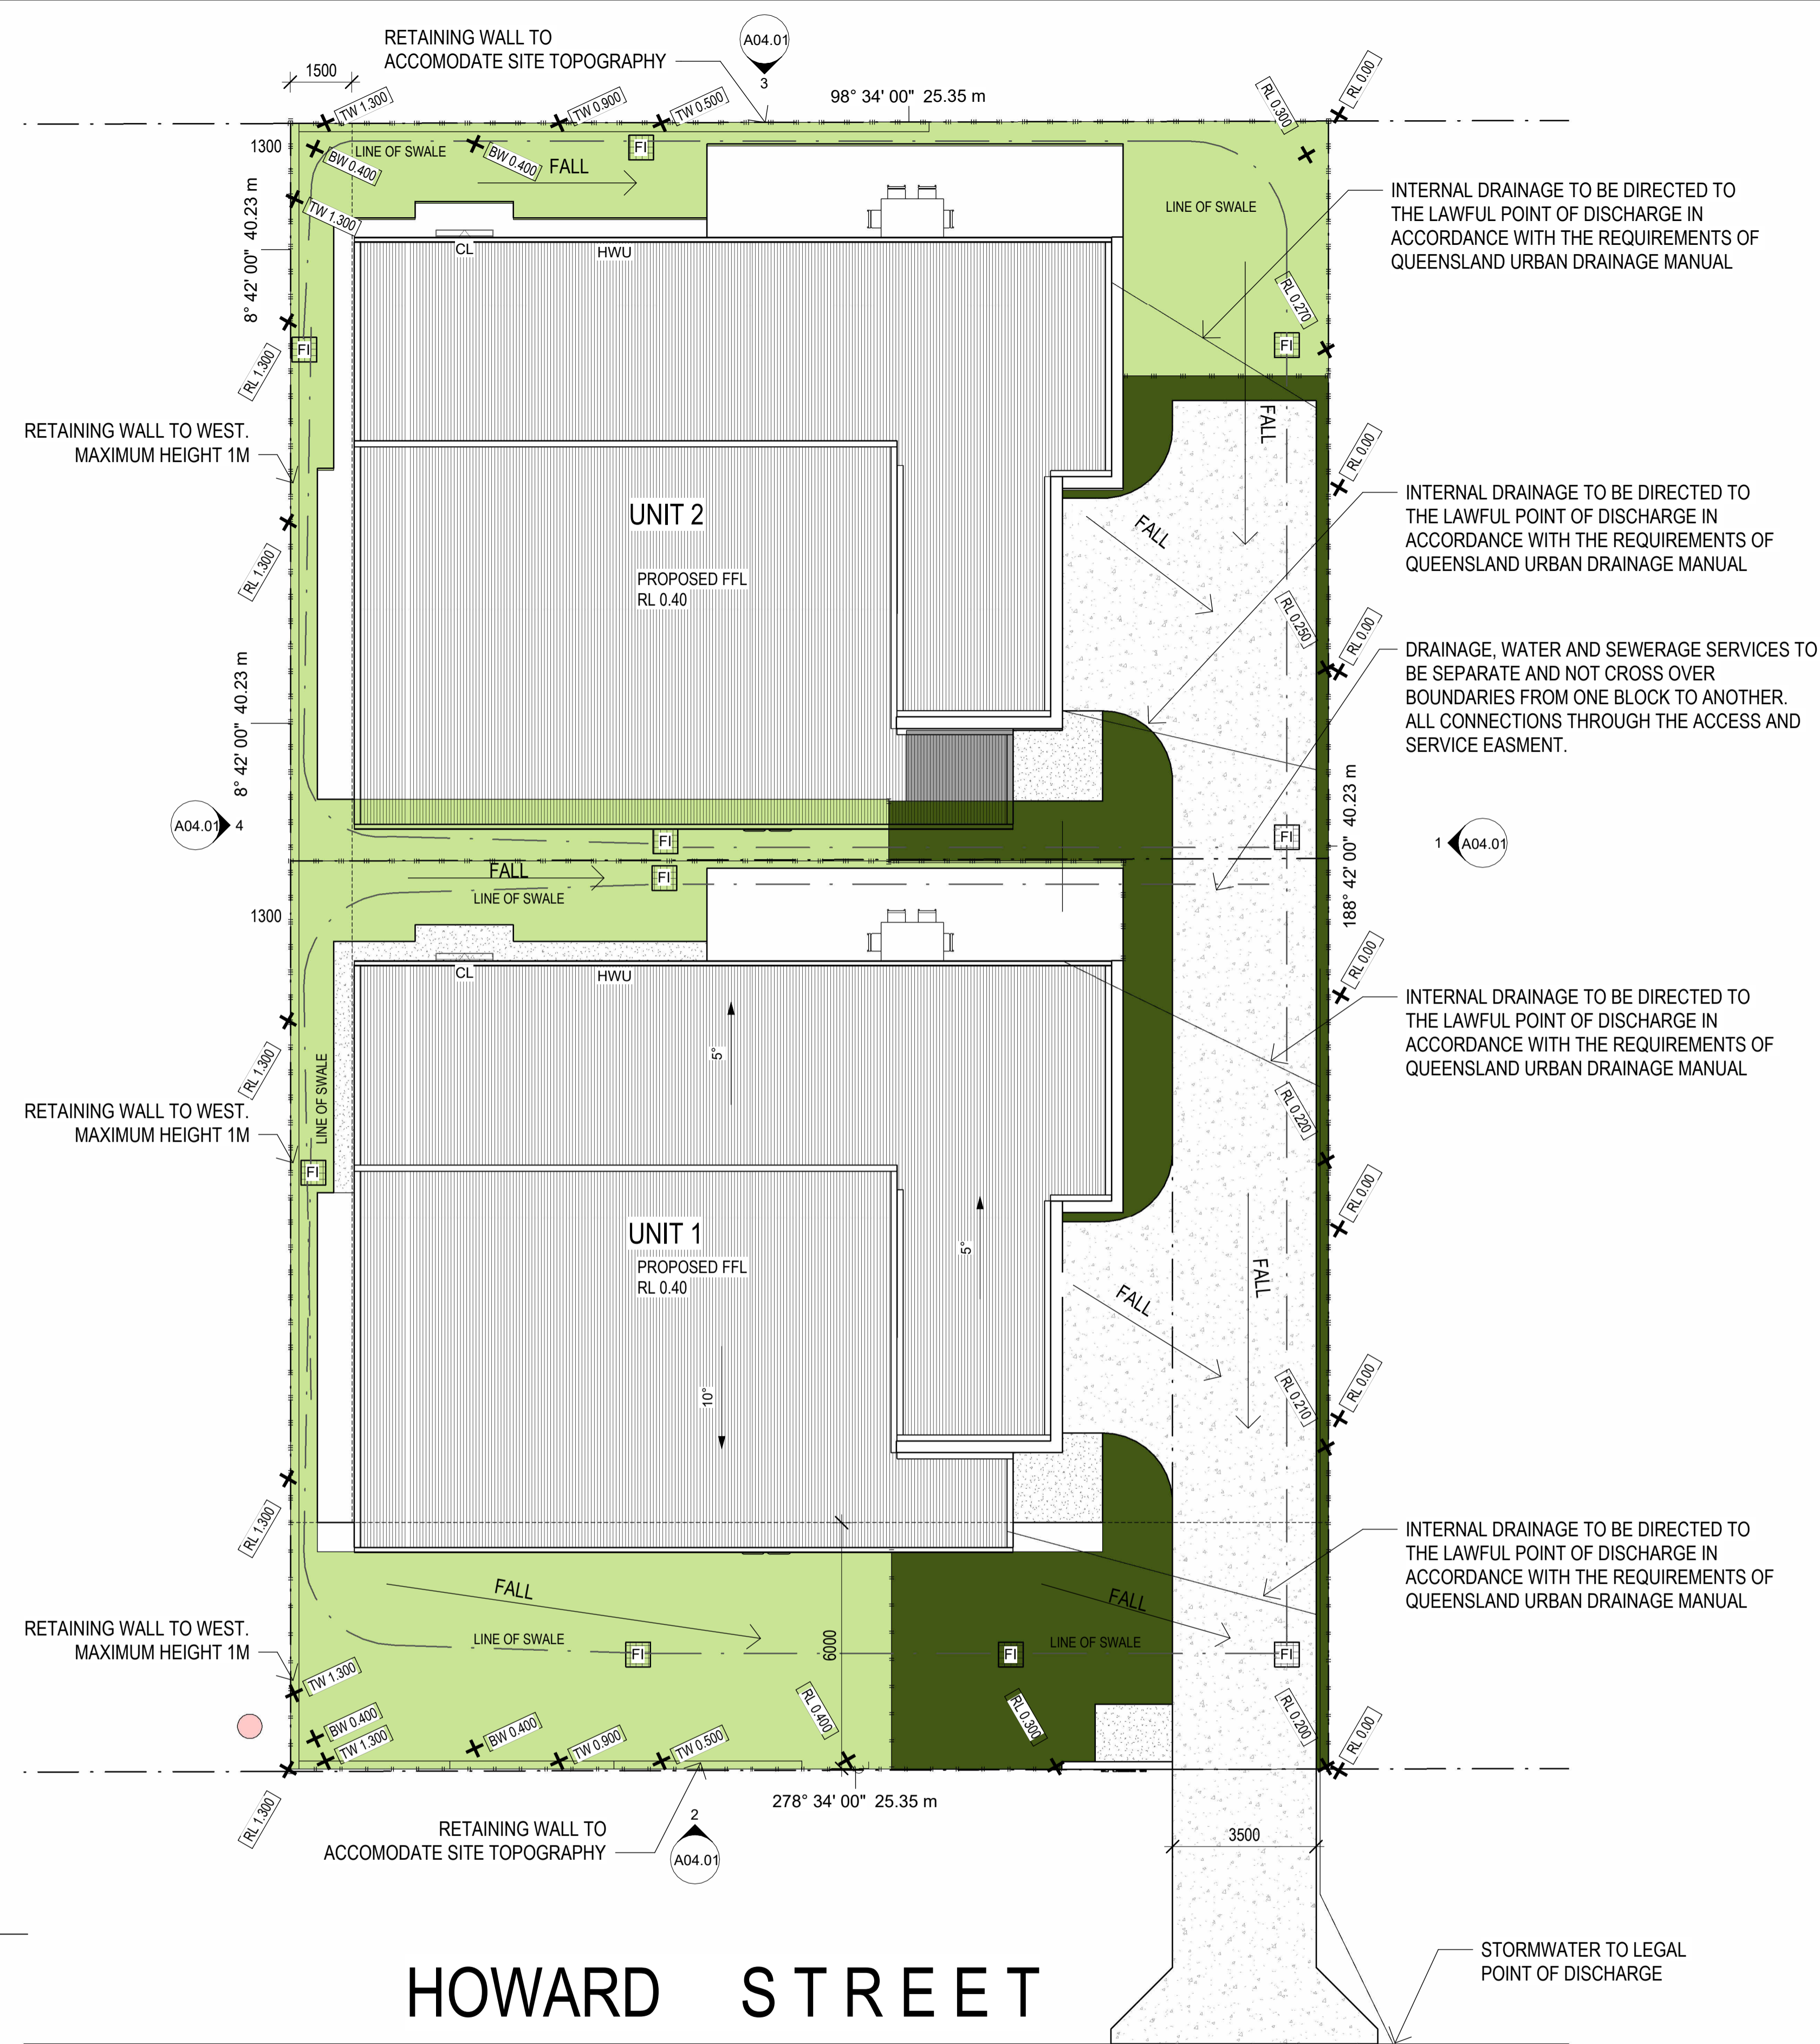 RETAINING WALL TO
ACCOMODATE SITE TOPOGRAPHY
A04.01
3
1500
98° 34' 00"  25.35 m
TW 1.300
TW 0.900
TW 0.500
RL 0.300
RL 0.00
1300
LINE OF SWALE
BW 0.400
BW 0.400
FI
FALL
TW 1.300
8° 42' 00"  40.23 m
LINE OF SWALE
INTERNAL DRAINAGE TO BE DIRECTED TO
THE LAWFUL POINT OF DISCHARGE IN
ACCORDANCE WITH THE REQUIREMENTS OF
QUEENSLAND URBAN DRAINAGE MANUAL
CL
HWU
RL 0.270
FI
FI
RL 1.300
FALL
RETAINING WALL TO WEST.
MAXIMUM HEIGHT 1M
RL 0.00
UNIT 2
FALL
INTERNAL DRAINAGE TO BE DIRECTED TO
THE LAWFUL POINT OF DISCHARGE IN
ACCORDANCE WITH THE REQUIREMENTS OF
QUEENSLAND URBAN DRAINAGE MANUAL
RL 1.300
PROPOSED FFL
RL 0.40
RL 0.250
RL 0.00
DRAINAGE, WATER AND SEWERAGE SERVICES TO
BE SEPARATE AND NOT CROSS OVER
BOUNDARIES FROM ONE BLOCK TO ANOTHER.
ALL CONNECTIONS THROUGH THE ACCESS AND
SERVICE EASMENT.
8° 42' 00"  40.23 m
188° 42' 00"  40.23 m
A04.01
4
FI
FI
1
A04.01
FALL
FI
LINE OF SWALE
1300
CL
HWU
RL 0.00
INTERNAL DRAINAGE TO BE DIRECTED TO
THE LAWFUL POINT OF DISCHARGE IN
ACCORDANCE WITH THE REQUIREMENTS OF
QUEENSLAND URBAN DRAINAGE MANUAL
5°
RL 1.300
LINE OF SWALE
RETAINING WALL TO WEST.
MAXIMUM HEIGHT 1M
RL 0.220
FI
RL 0.00
UNIT 1
5°
PROPOSED FFL
RL 0.40
FALL
FALL
10°
RL 0.210
RL 0.00
RL 1.300
INTERNAL DRAINAGE TO BE DIRECTED TO
THE LAWFUL POINT OF DISCHARGE IN
ACCORDANCE WITH THE REQUIREMENTS OF
QUEENSLAND URBAN DRAINAGE MANUAL
FALL
FALL
RETAINING WALL TO WEST.
MAXIMUM HEIGHT 1M
LINE OF SWALE
6000
LINE OF SWALE
FI
FI
FI
TW 1.300
BW 0.400
TW 1.300
BW 0.400
TW 0.900
TW 0.500
RL 0.400
RL 0.300
RL 0.200
RL 0.00
RL 1.300
278° 34' 00"  25.35 m
RETAINING WALL TO
ACCOMODATE SITE TOPOGRAPHY
2
A04.01
3500
STORMWATER TO LEGAL
POINT OF DISCHARGE
HOWARD STREET